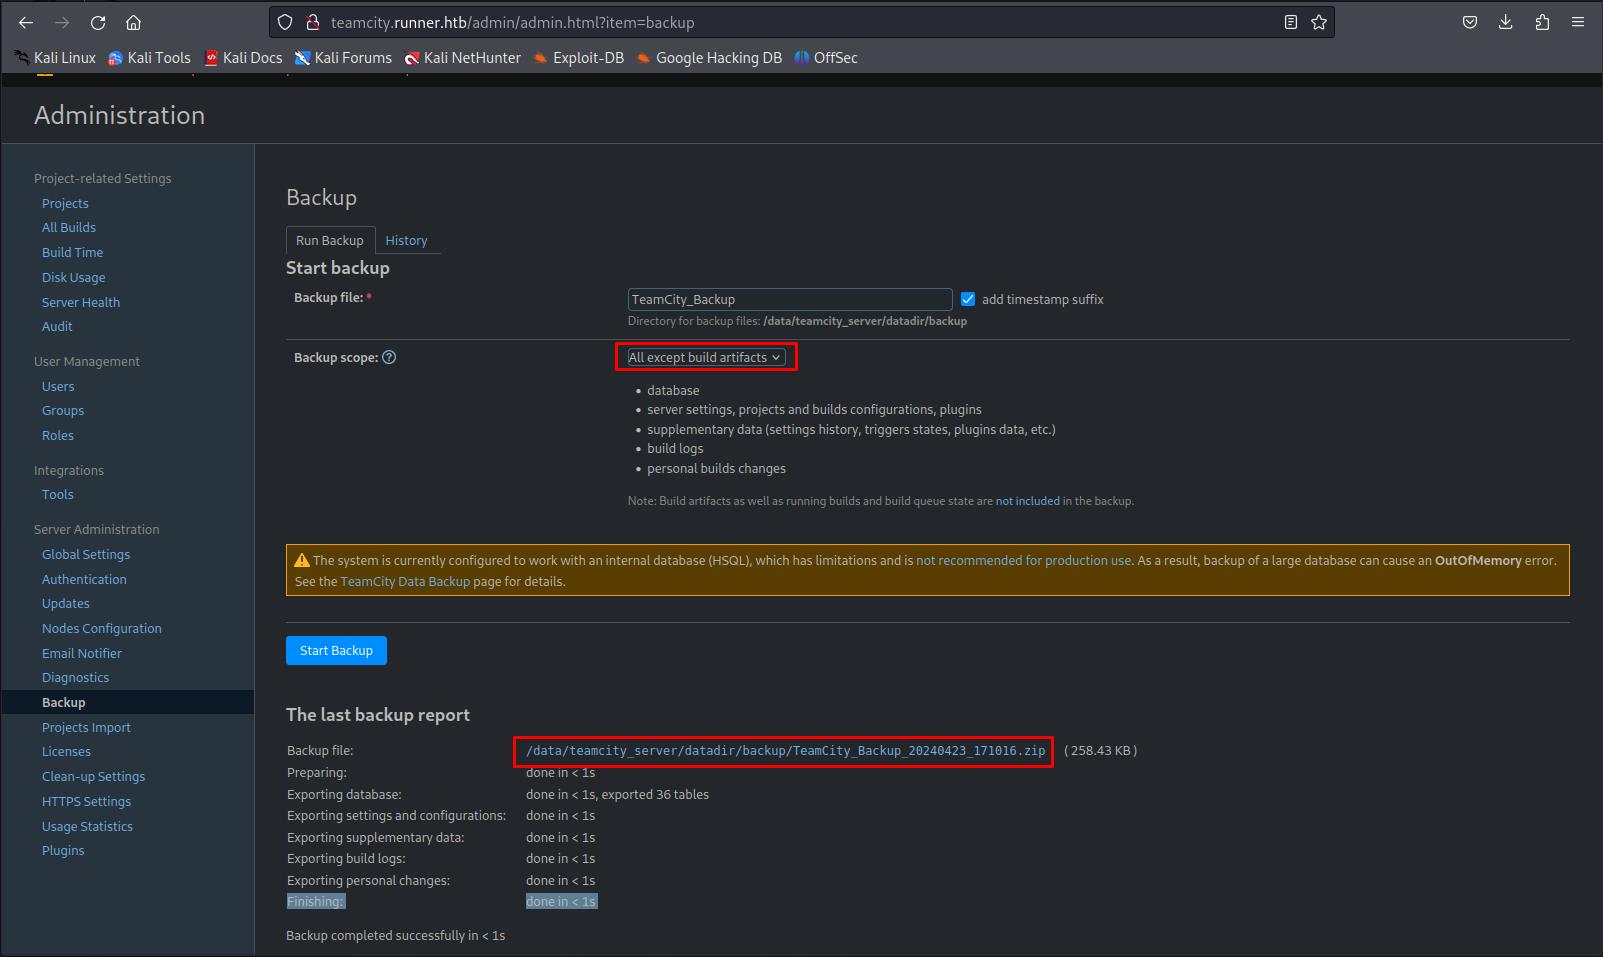 teamcity.runner.htb/admin/admin.html?item=backup
Kali Linux Kali Tools Kali Docs Kali Forums Kali NetHunter Exploit-DB Google Hacking DB OffSec
Administration
Project-related Settings
Projects
All Builds
Build Time
Disk Usage
Server Health
Audit
User Management
Users
Groups
Roles
Integrations
Tools
Server Administration
Global Settings
Authentication
Updates
Nodes Configuration
Email Notifier
Diagnostics
Backup
Projects Import
Licenses
Clean-up Settings
HTTPS Settings
Usage Statistics
Plugins
Backup
Run Backup History
Start backup
Backup file: * TeamCity_Backup add timestamp suffix
Directory for backup files: /data/teamcity_server/datadir/backup
Backup scope: ? All except build artifacts
• database
• server settings, projects and builds configurations, plugins
• supplementary data (settings history, triggers states, plugins data, etc.)
• build logs
• personal builds changes
Note: Build artifacts as well as running builds and build queue state are not included in the backup.
The system is currently configured to work with an internal database (HSQL), which has limitations and is not recommended for production use. As a result, backup of a large database can cause an OutOfMemory error.
See the TeamCity Data Backup page for details.
Start Backup
The last backup report
Backup file: /data/teamcity_server/datadir/backup/TeamCity_Backup_20240423_171016.zip ( 258.43 KB )
Preparing: done in < 1s
Exporting database: done in < 1s, exported 36 tables
Exporting settings and configurations: done in < 1s
Exporting supplementary data: done in < 1s
Exporting build logs: done in < 1s
Exporting personal changes: done in < 1s
Finishing: done in < 1s
Backup completed successfully in < 1s